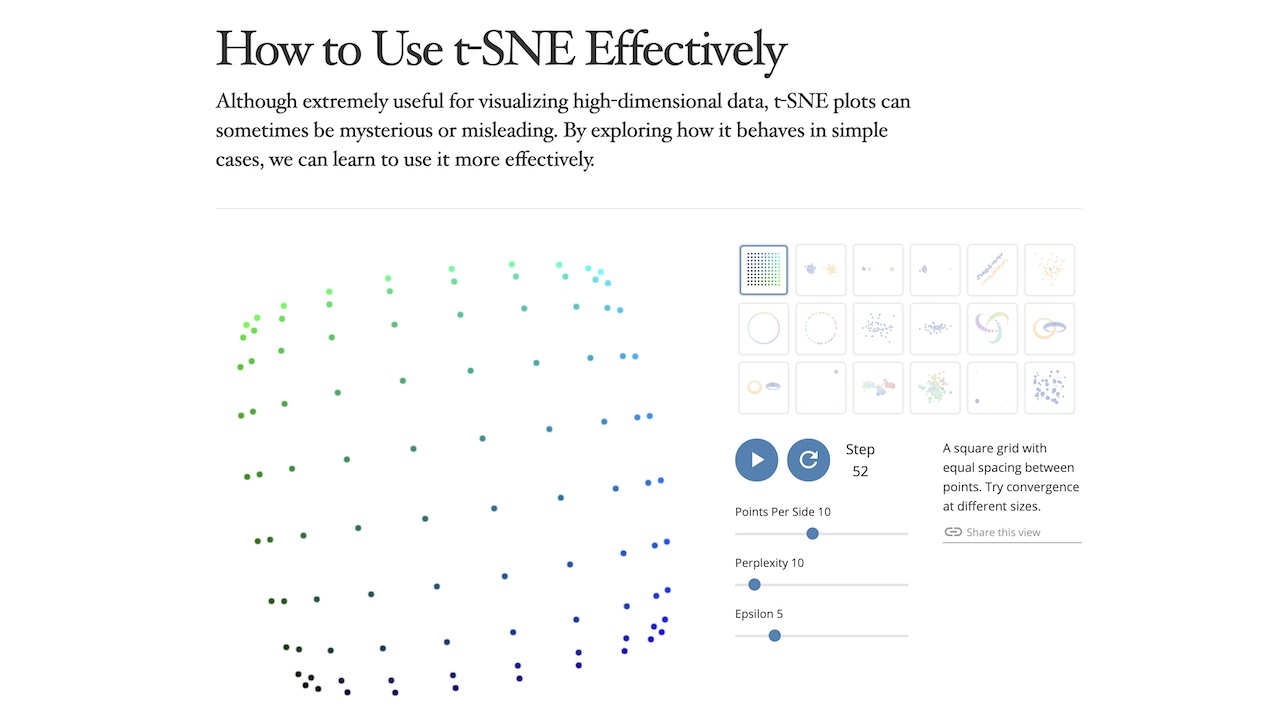 How to Use t-SNE Effectively
Although extremely useful for visualizing high-dimensional data, t-SNE plots can
sometimes be mysterious or misleading. By exploring how it behaves in simple
cases, we can learn to use it more effectively.
Step
52
Points Per Side 10
Perplexity 10
Epsilon 5
A square grid with
equal spacing between
points. Try convergence
at different sizes.
Share this view